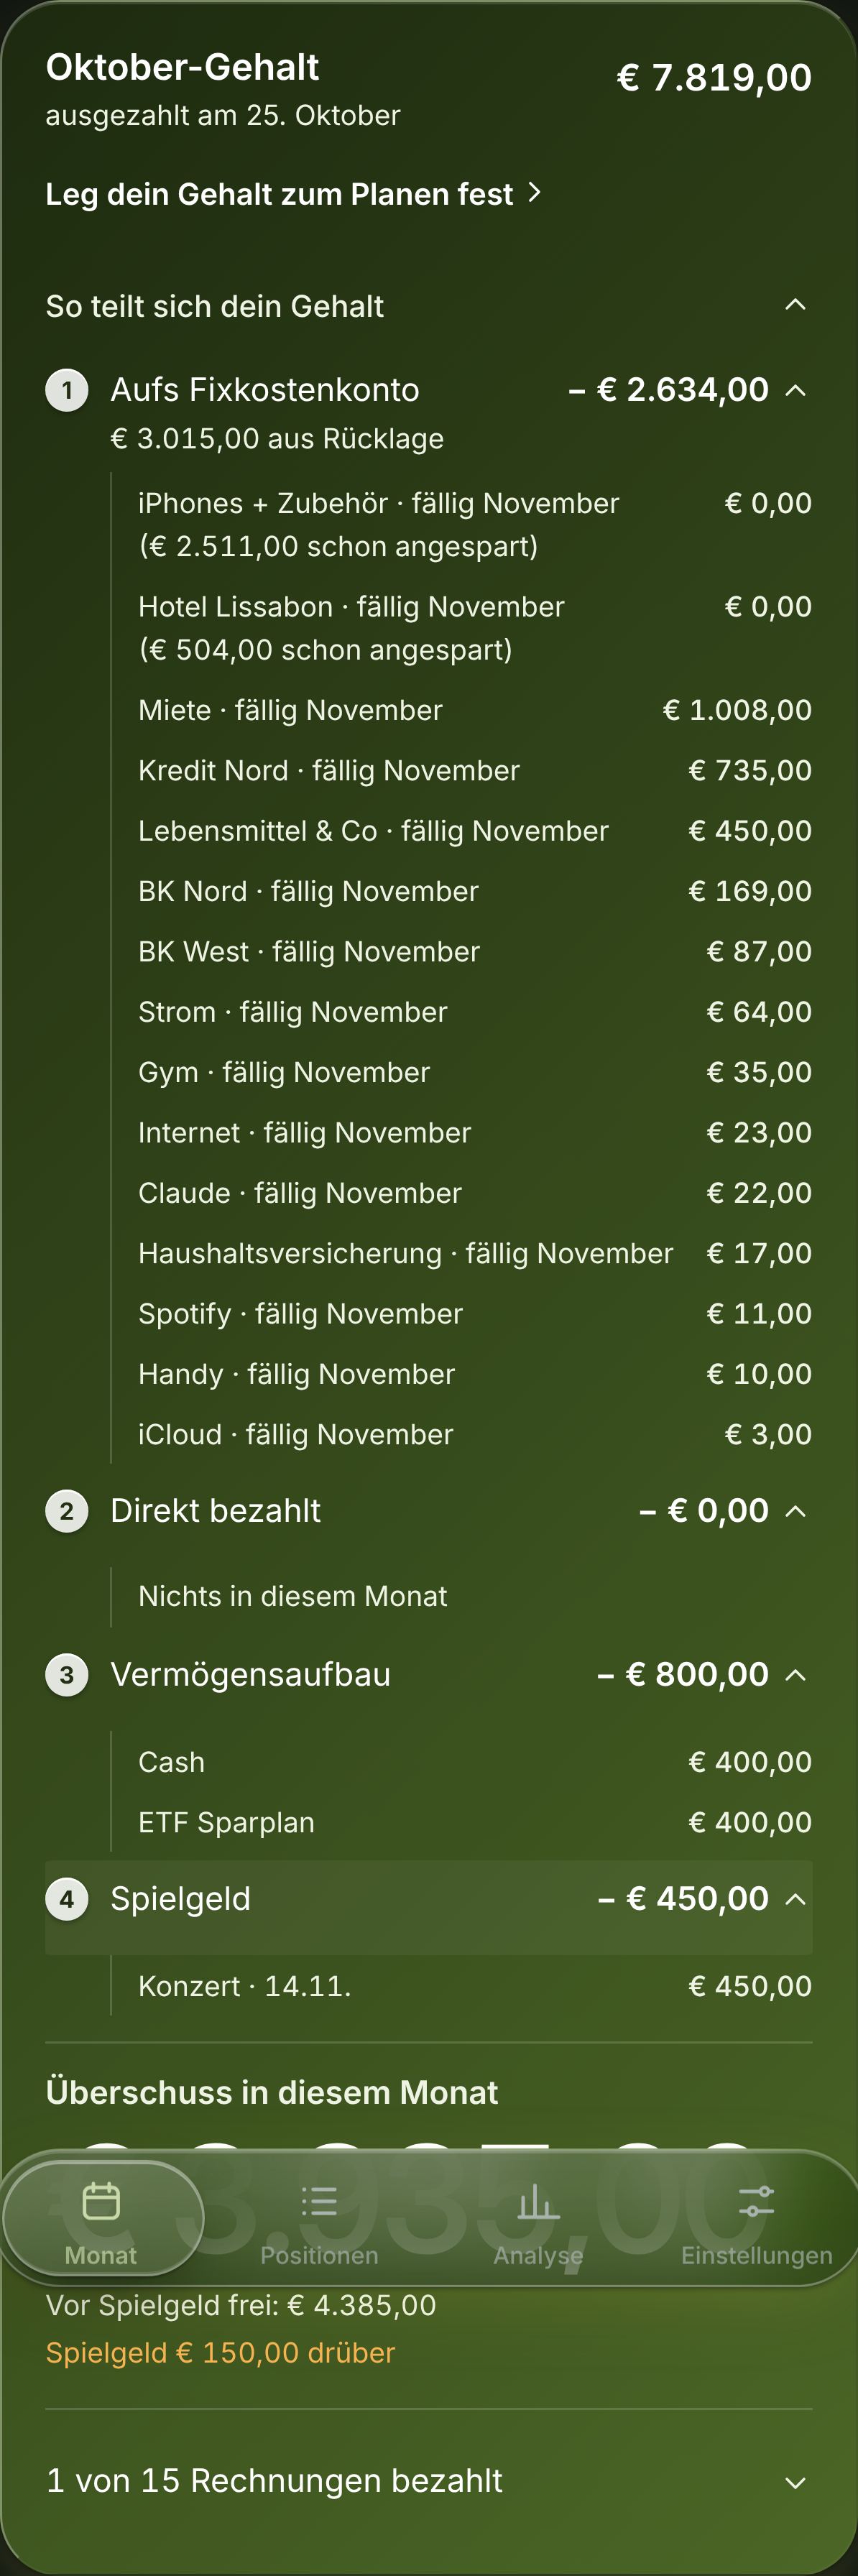 Oktober-Gehalt
€ 7.819,00
ausgezahlt am 25. Oktober
Leg dein Gehalt zum Planen fest
So teilt sich dein Gehalt
1 Aufs Fixkostenkonto – € 2.634,00
€ 3.015,00 aus Rücklage
iPhones + Zubehör · fällig November € 0,00
(€ 2.511,00 schon angespart)
Hotel Lissabon · fällig November € 0,00
(€ 504,00 schon angespart)
Miete · fällig November € 1.008,00
Kredit Nord · fällig November € 735,00
Lebensmittel & Co · fällig November € 450,00
BK Nord · fällig November € 169,00
BK West · fällig November € 87,00
Strom · fällig November € 64,00
Gym · fällig November € 35,00
Internet · fällig November € 23,00
Claude · fällig November € 22,00
Haushaltsversicherung · fällig November € 17,00
Spotify · fällig November € 11,00
Handy · fällig November € 10,00
iCloud · fällig November € 3,00
2 Direkt bezahlt – € 0,00
Nichts in diesem Monat
3 Vermögensaufbau – € 800,00
Cash € 400,00
ETF Sparplan € 400,00
4 Spielgeld – € 450,00
Konzert · 14.11. € 450,00
Überschuss in diesem Monat
€ 3.935,00
Monat Positionen Analyse Einstellungen
Vor Spielgeld frei: € 4.385,00
Spielgeld € 150,00 drüber
1 von 15 Rechnungen bezahlt